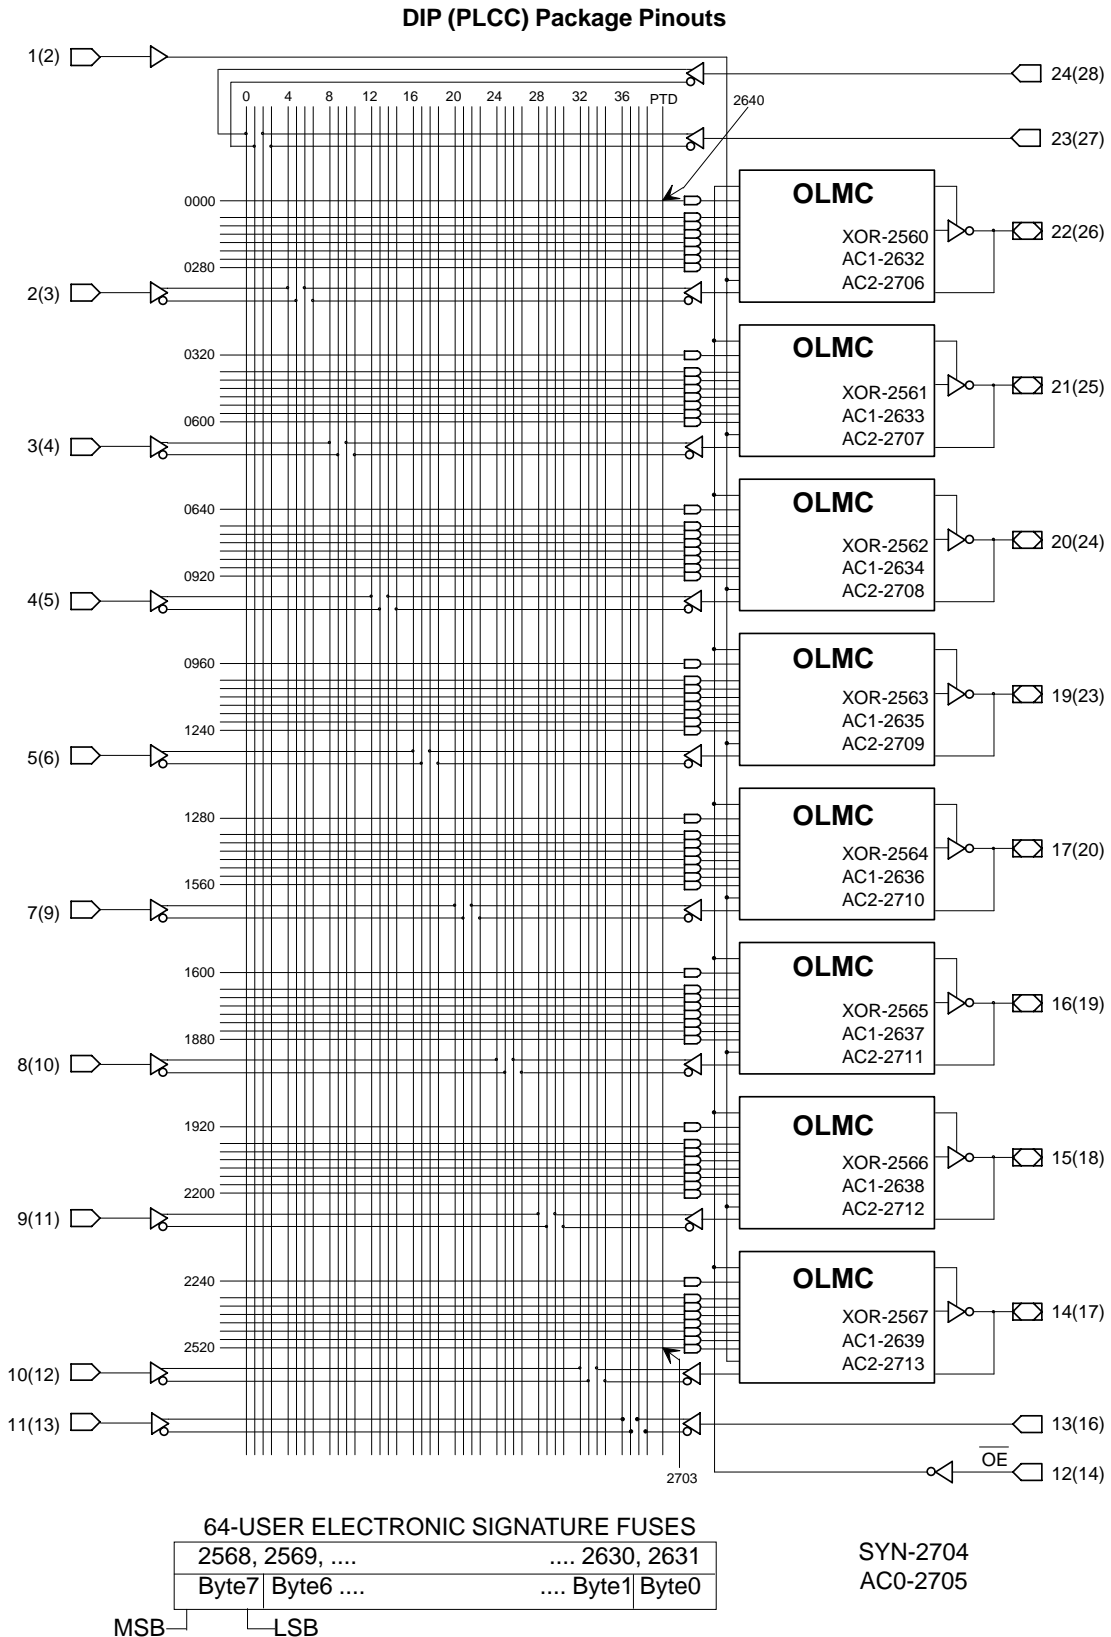 DIP (PLCC) Package Pinouts
1(2)
24(28)
0 4 8 12 16 20 24 28 32 36 PTD
2640
23(27)
0000
OLMC
XOR-2560
AC1-2632
AC2-2706
22(26)
0280
2(3)
0320
OLMC
XOR-2561
AC1-2633
AC2-2707
21(25)
0600
3(4)
0640
OLMC
XOR-2562
AC1-2634
AC2-2708
20(24)
0920
4(5)
0960
OLMC
XOR-2563
AC1-2635
AC2-2709
19(23)
1240
5(6)
1280
OLMC
XOR-2564
AC1-2636
AC2-2710
17(20)
1560
7(9)
1600
OLMC
XOR-2565
AC1-2637
AC2-2711
16(19)
1880
8(10)
1920
OLMC
XOR-2566
AC1-2638
AC2-2712
15(18)
2200
9(11)
2240
OLMC
XOR-2567
AC1-2639
AC2-2713
14(17)
2520
10(12)
11(13)
13(16)
2703
OE
12(14)
64-USER ELECTRONIC SIGNATURE FUSES
2568, 2569, .... .... 2630, 2631
Byte7 Byte6 .... .... Byte1 Byte0
MSB LSB
SYN-2704
AC0-2705